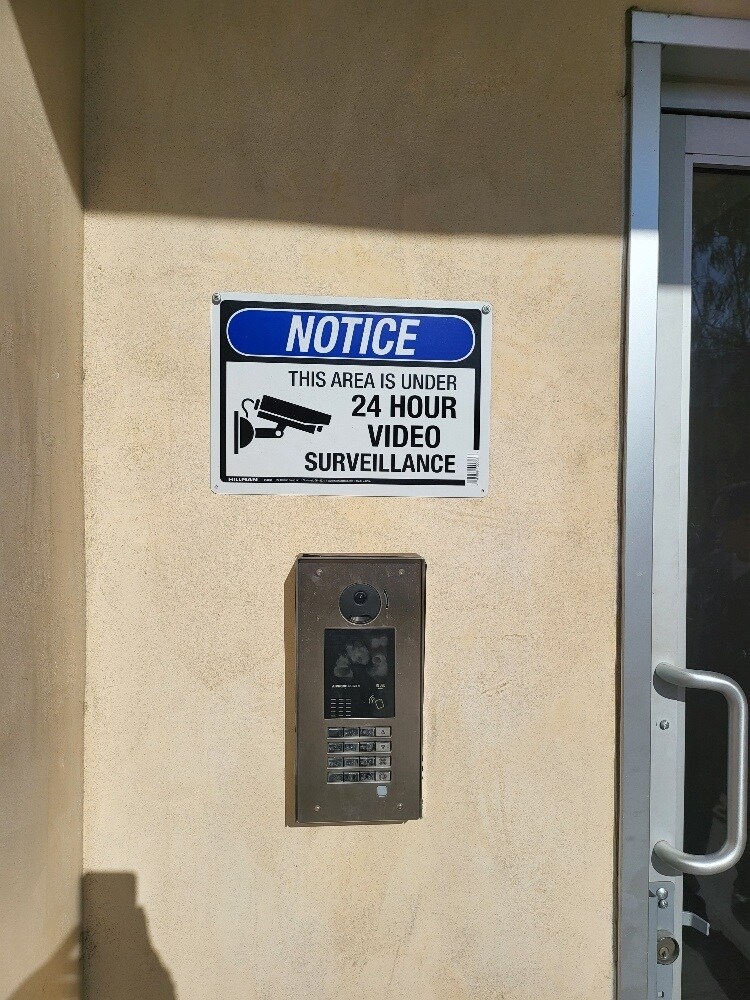 NOTICE
THIS AREA IS UNDER
24 HOUR
VIDEO
SURVEILLANCE
HILLMAN